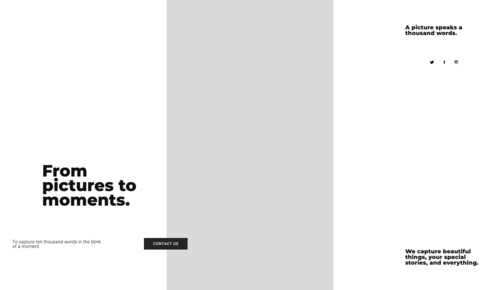 A picture speaks a
thousand words.
From
pictures to
moments.
To capture ten thousand words in the blink
of a moment.
CONTACT US
We capture beautiful
things, your special
stories, and everything.